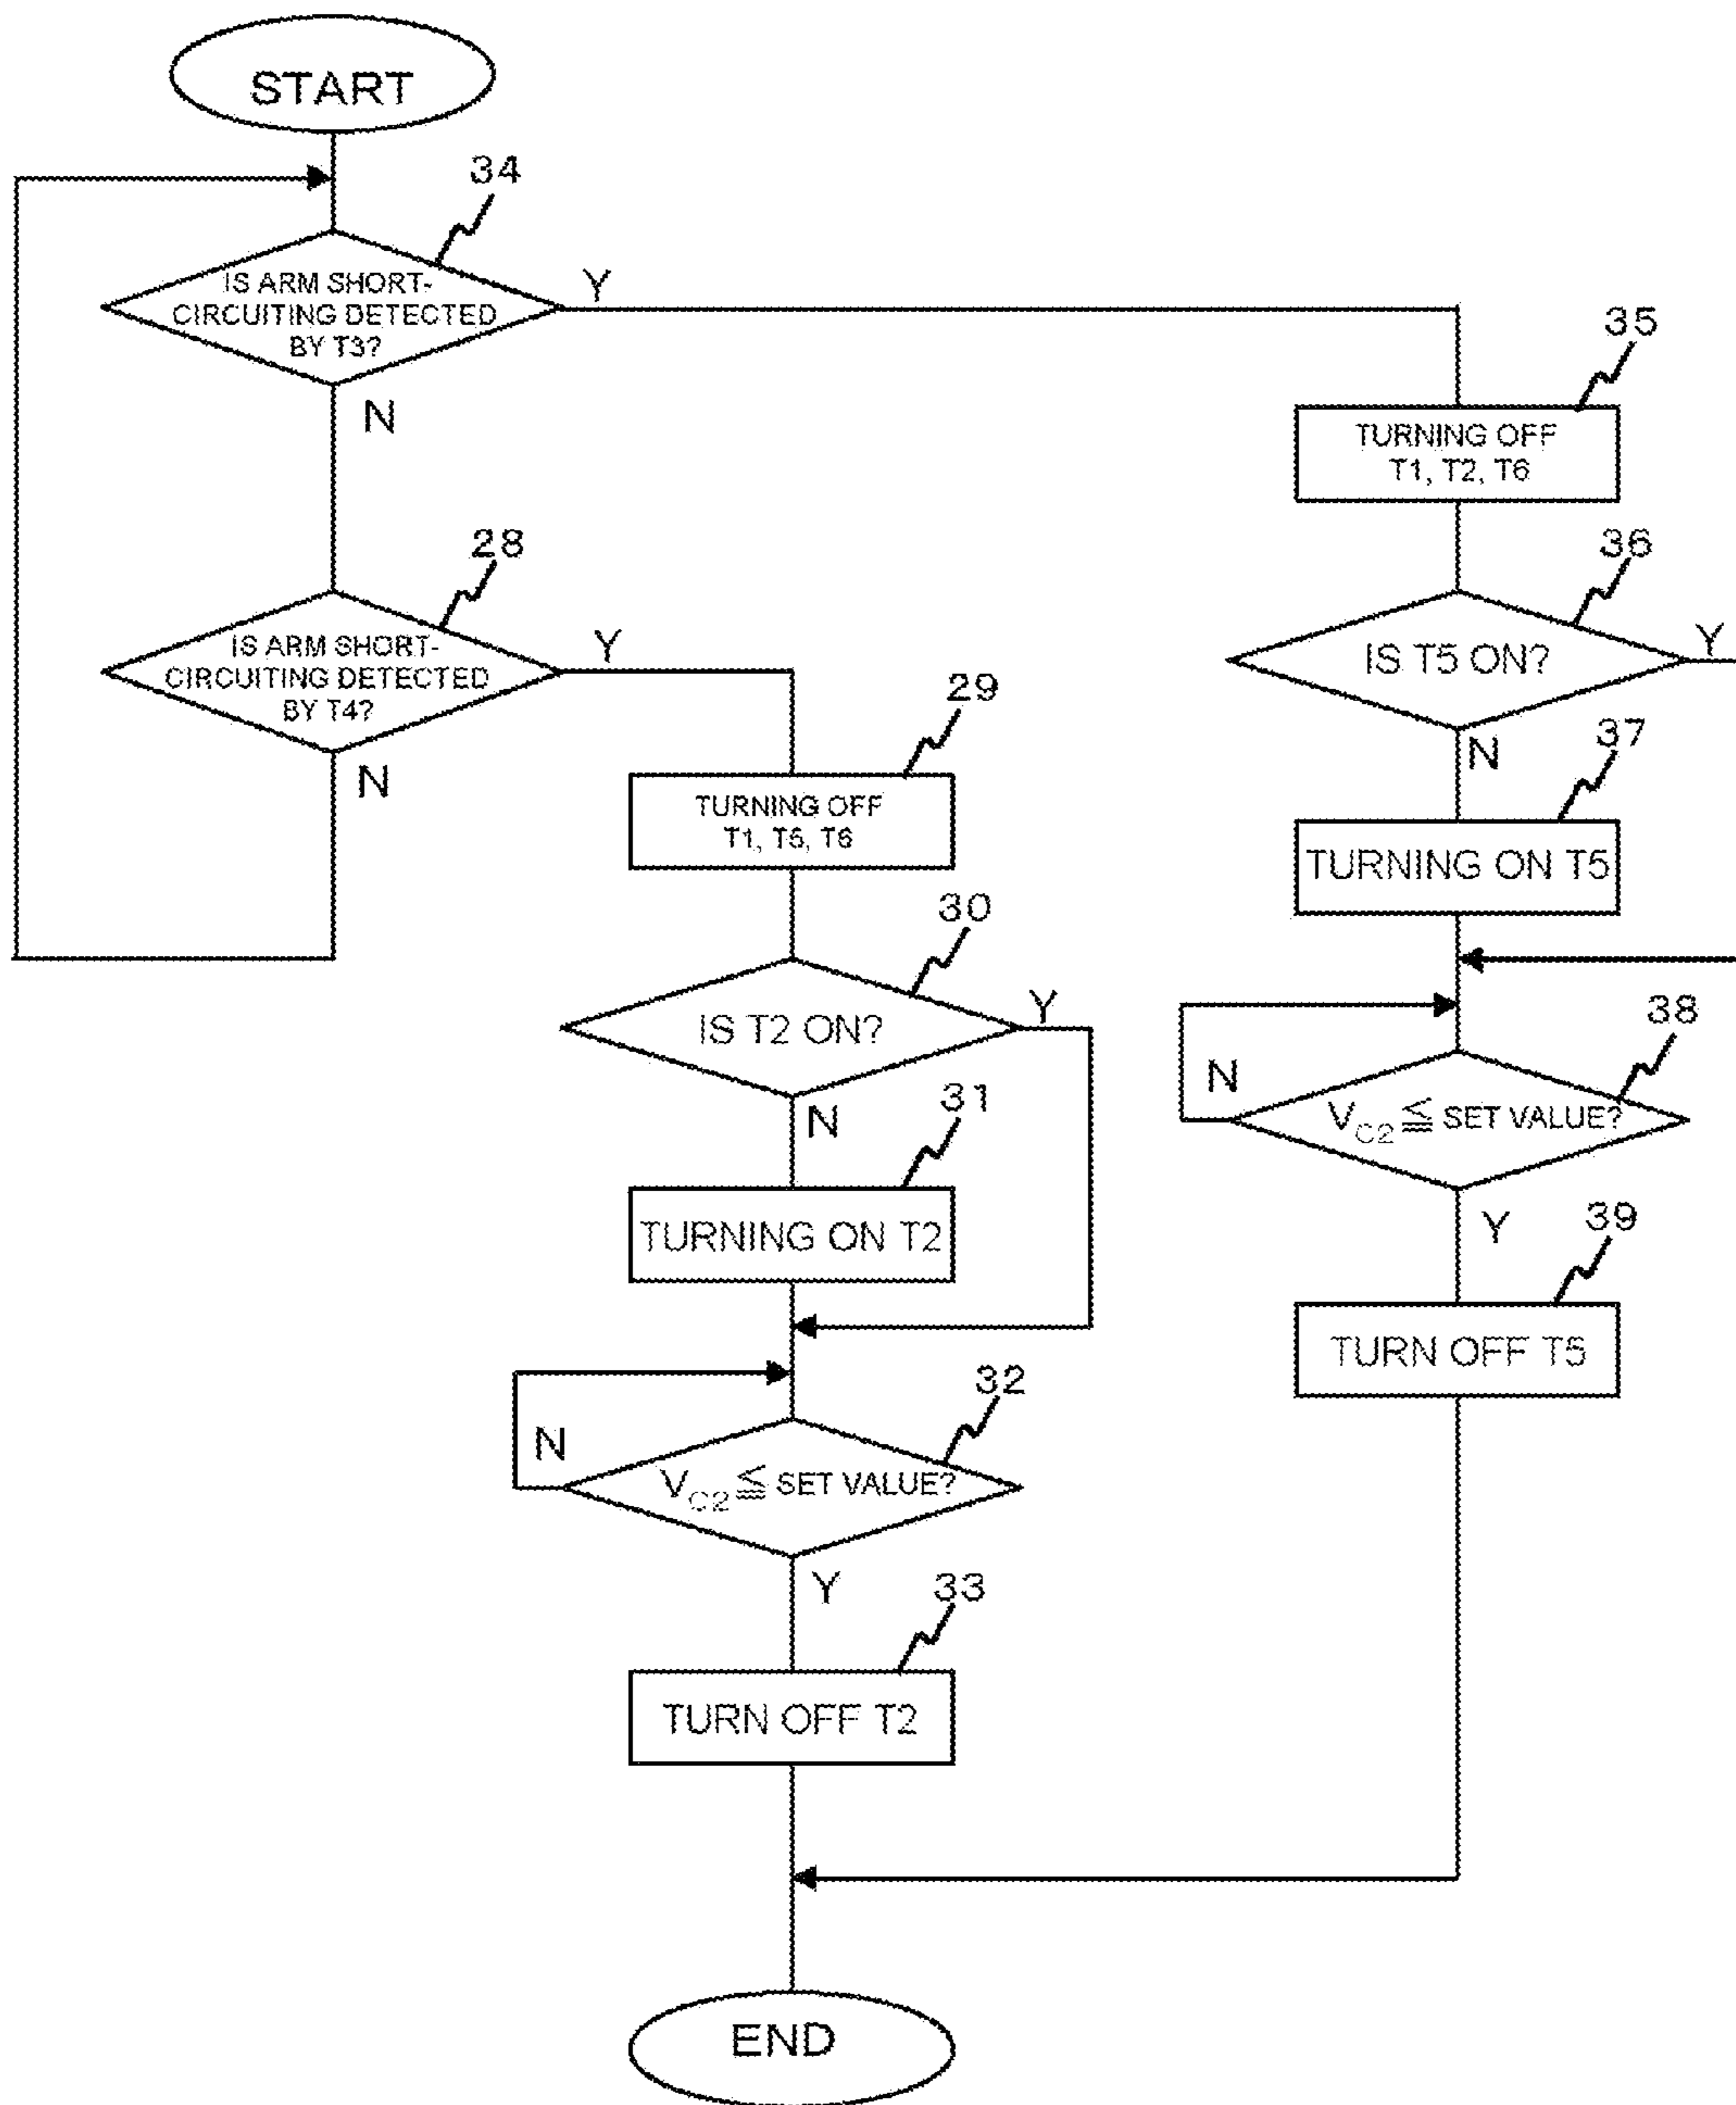 START
34
IS ARM SHORT-
CIRCUITING DETECTED
BY T3?
Y
N
35
TURNING OFF
T1, T2, T6
28
IS ARM SHORT-
CIRCUITING DETECTED
BY T4?
Y
N
36
IS T5 ON?
Y
N
29
TURNING OFF
T1, T5, T6
37
TURNING ON T5
30
IS T2 ON?
Y
N
38
N
VC2 ≦ SET VALUE?
Y
31
TURNING ON T2
39
TURN OFF T5
32
N
VC2 ≦ SET VALUE?
Y
33
TURN OFF T2
END